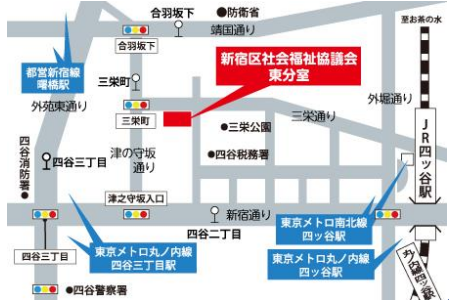 合羽坂下
●防衛省
靖国通り
至お茶の水
合羽坂下
都営新宿線
曙橋駅
新宿区社会福祉協議会
東分室
三栄町
外苑東通り
外堀通り
三栄町
三栄通り
●三栄公園
JR四ッ谷駅
四谷消防署●
津の守坂通り
四谷三丁目
●四谷税務署
津之守坂入口
新宿通り
四谷二丁目
東京メトロ南北線
四ッ谷駅
東京メトロ丸ノ内線
四谷三丁目駅
四谷三丁目
東京メトロ丸ノ内線
四ッ谷駅
●四谷警察署
丸ノ内線
四ッ谷駅